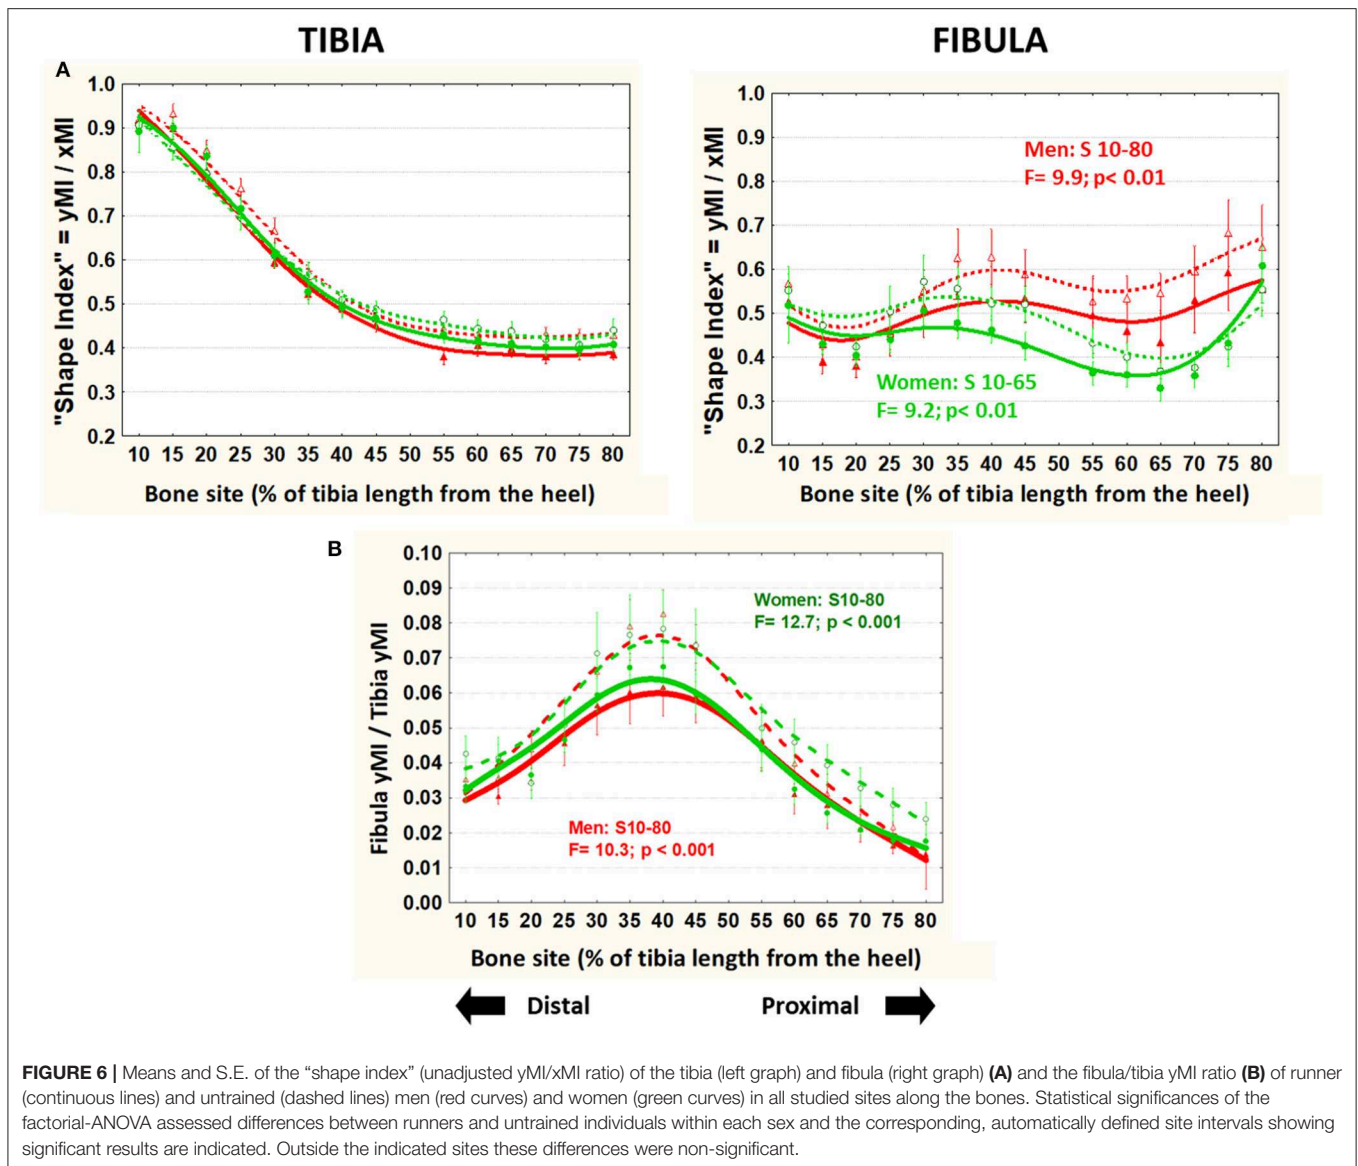 TIBIA
FIBULA
A
1.0
0.9
0.8
0.7
0.6
0.5
0.4
0.3
0.2
"Shape Index" = yMI / xMI
10 15 20 25 30 35 40 45 55 60 65 70 75 80
Bone site (% of tibia length from the heel)
1.0
0.9
0.8
0.7
0.6
0.5
0.4
0.3
0.2
"Shape Index" = yMI / xMI
Men: S 10-80
F= 9.9; p< 0.01
Women: S 10-65
F= 9.2; p< 0.01
10 15 20 25 30 35 40 45 55 60 65 70 75 80
Bone site (% of tibia length from the heel)
B
0.10
0.09
0.08
0.07
0.06
0.05
0.04
0.03
0.02
0.01
0.00
Fibula yMI / Tibia yMI
Women: S10-80
F= 12.7; p < 0.001
Men: S10-80
F= 10.3; p < 0.001
10 15 20 25 30 35 40 45 50 55 60 65 70 75 80
Bone site (% of tibia length from the heel)
Distal Proximal
FIGURE 6 | Means and S.E. of the “shape index” (unadjusted yMI/xMI ratio) of the tibia (left graph) and fibula (right graph) (A) and the fibula/tibia yMI ratio (B) of runner
(continuous lines) and untrained (dashed lines) men (red curves) and women (green curves) in all studied sites along the bones. Statistical significances of the
factorial-ANOVA assessed differences between runners and untrained individuals within each sex and the corresponding, automatically defined site intervals showing
significant results are indicated. Outside the indicated sites these differences were non-significant.